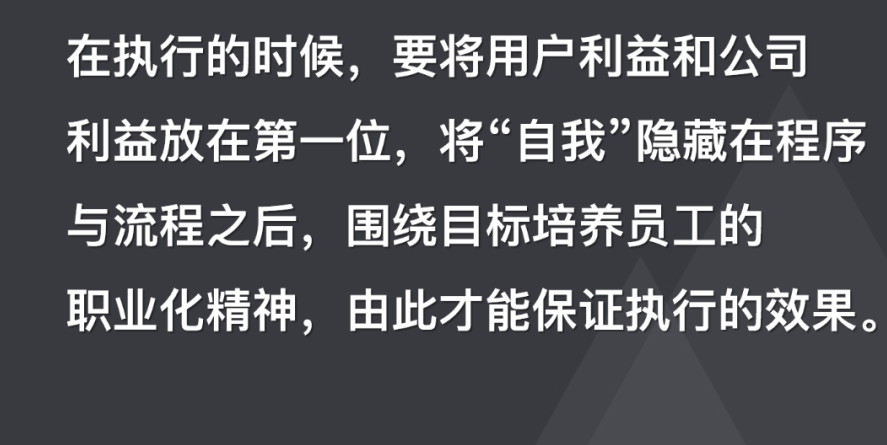 在执行的时候，要将用户利益和公司
利益放在第一位，将“自我”隐藏在程序
与流程之后，围绕目标培养员工的
职业化精神，由此才能保证执行的效果。